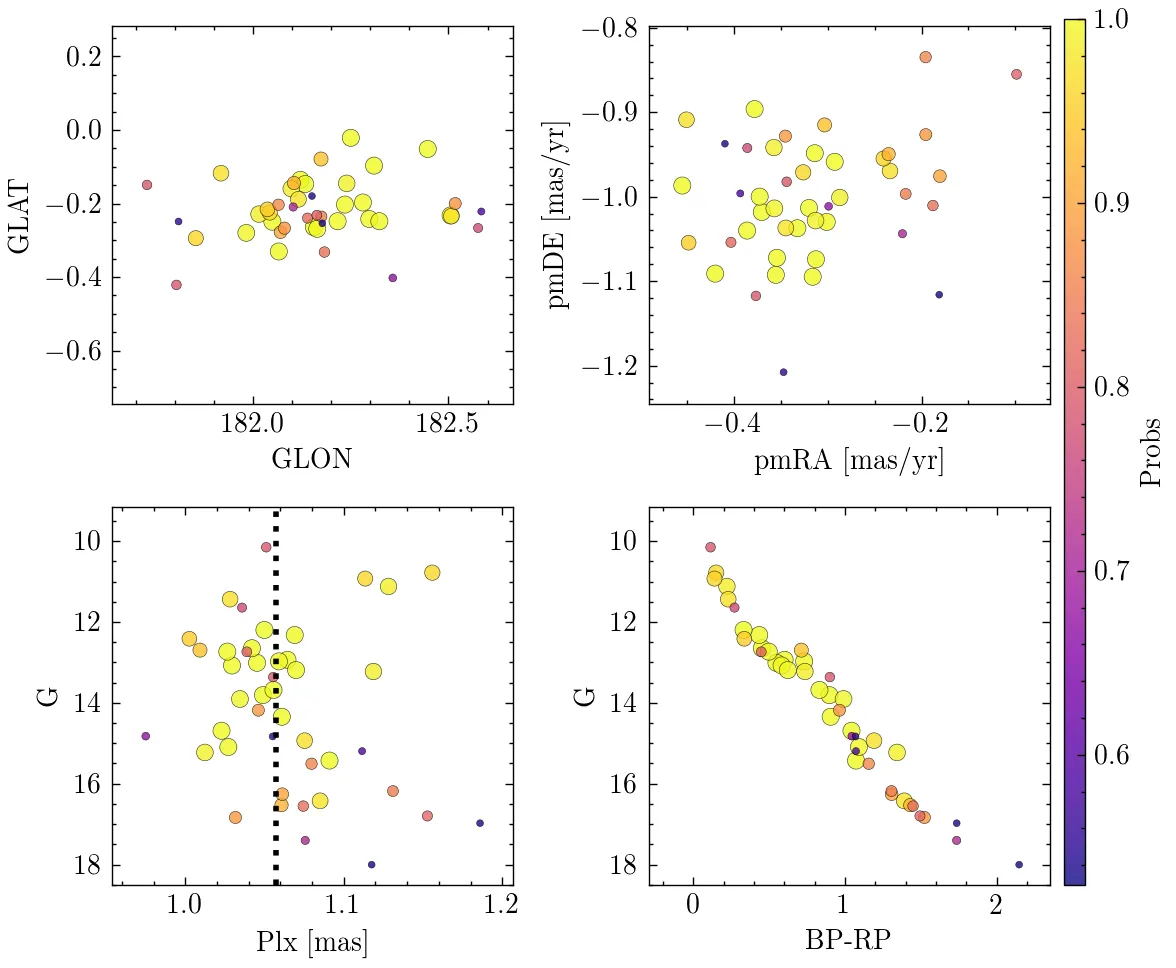 0.2
0.0
−0.2
−0.4
−0.6
GLAT
182.0 182.5
GLON
−0.8
−0.9
−1.0
−1.1
−1.2
pmDE [mas/yr]
−0.4 −0.2
pmRA [mas/yr]
10
12
14
16
18
G
1.0 1.1 1.2
Plx [mas]
10
12
14
16
18
G
0 1 2
BP-RP
1.0
0.9
0.8
0.7
0.6
Probs